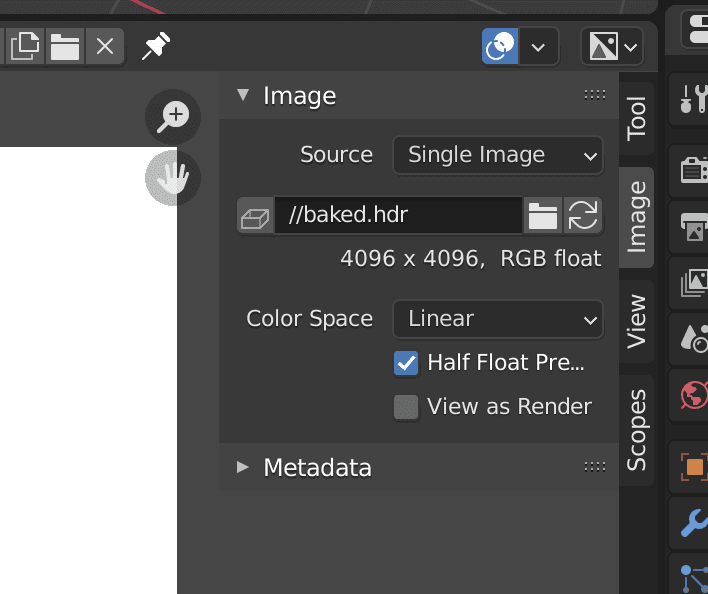 Image
Source Single Image
//baked.hdr
4096 x 4096, RGB float
Color Space Linear
Half Float Pre...
View as Render
Metadata
Tool
Image
View
Scopes